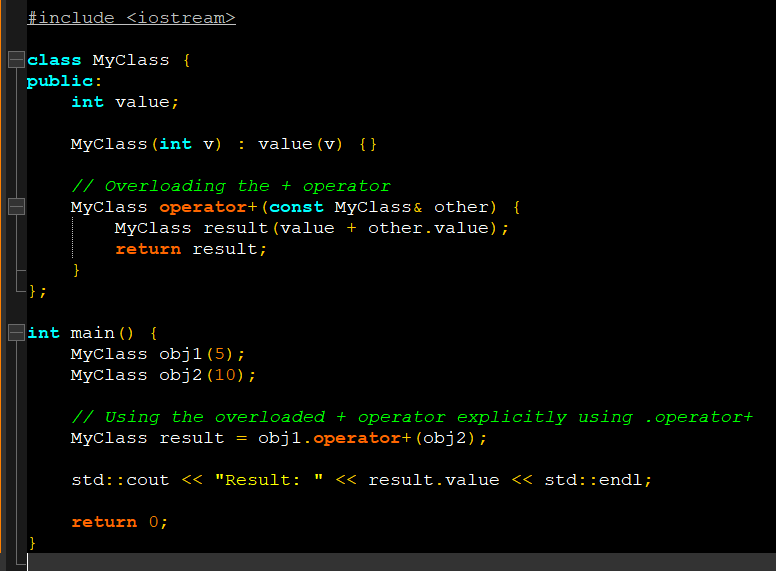 #include <iostream>
class MyClass {
public:
    int value;
    MyClass(int v) : value(v) {}
    // Overloading the + operator
    MyClass operator+(const MyClass& other) {
        MyClass result(value + other.value);
        return result;
    }
};
int main() {
    MyClass obj1(5);
    MyClass obj2(10);
    // Using the overloaded + operator explicitly using .operator+
    MyClass result = obj1.operator+(obj2);
    std::cout << "Result: " << result.value << std::endl;
    return 0;
}